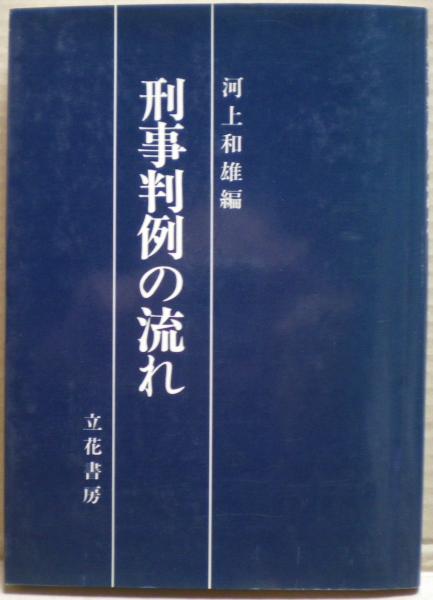 河上和雄編
刑事判例の流れ
立花書房